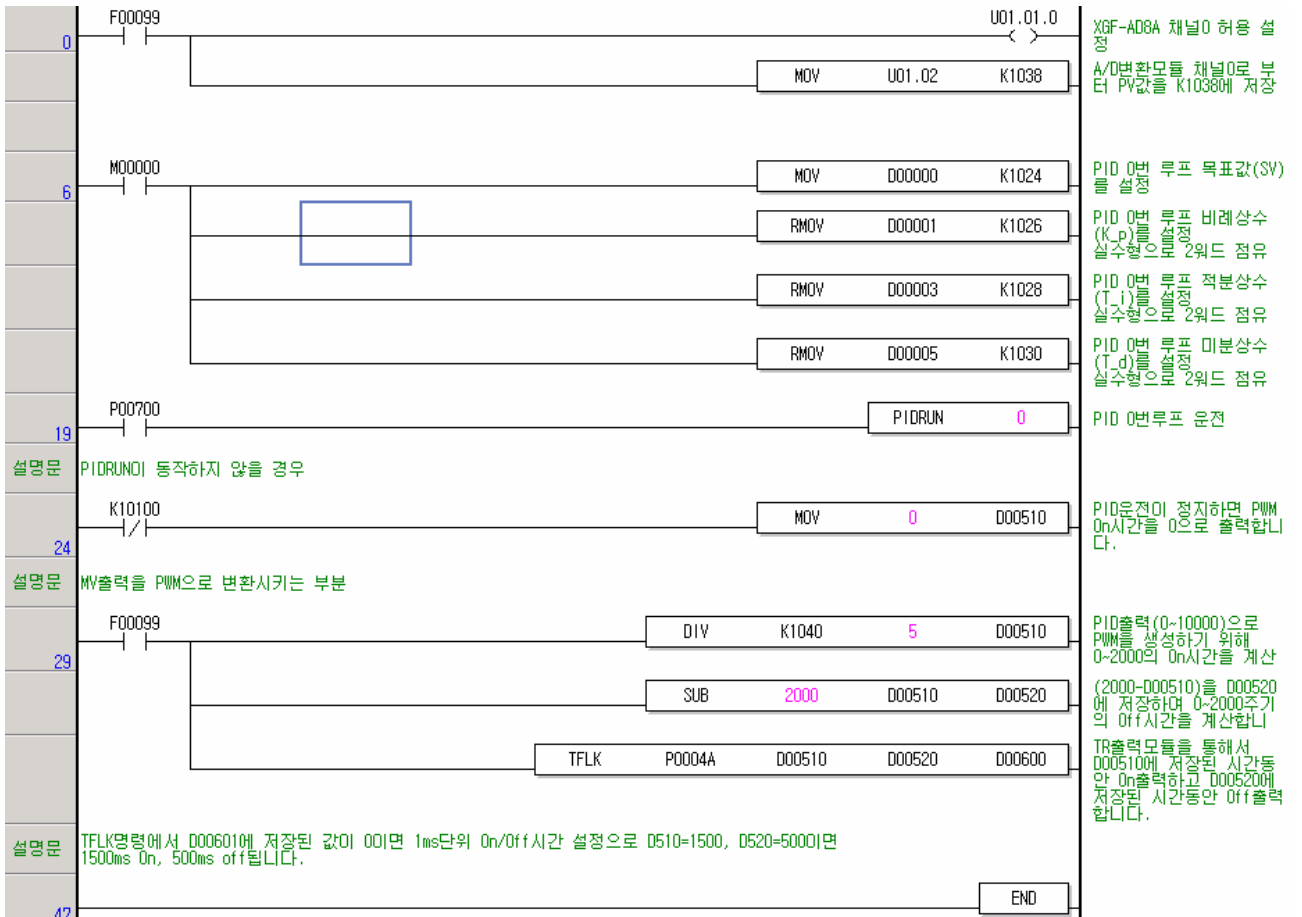 F00099 U01.01.0
0
XGF-AD8A 채널0 허용 설
정
MOV U01.02 K1038
A/D변환모듈 채널0로 부
터 PV값을 K1038에 저장
M00000
6
MOV D00000 K1024
PID 0번 루프 목표값(SV)
를 설정
RMOV D00001 K1026
PID 0번 루프 비례상수
(K_p)를 설정
실수형으로 2워드 점유
RMOV D00003 K1028
PID 0번 루프 적분상수
(T_i)를 설정
실수형으로 2워드 점유
RMOV D00005 K1030
PID 0번 루프 미분상수
(T_d)를 설정
실수형으로 2워드 점유
P00700
19
PIDRUN 0
PID 0번루프 운전
설명문 PIDRUN이 동작하지 않을 경우
K10100
24
MOV 0 D00510
PID운전이 정지하면 PWM
On시간을 0으로 출력합니
다.
설명문 MV출력을 PWM으로 변환시키는 부분
F00099
29
DIV K1040 5 D00510
PID출력(0~10000)으로
PWM을 생성하기 위해
0~2000의 On시간을 계산
SUB 2000 D00510 D00520
(2000-D00510)을 D00520
에 저장하여 0~2000주기
의 Off시간을 계산합니
TFLK P0004A D00510 D00520 D00600
TR출력모듈을 통해서
D00510에 저장된 시간동
안 On출력하고 D00520에
저장된 시간동안 Off출력
합니다.
설명문 TFLK명령에서 D00601에 저장된 값이 00이면 1ms단위 On/Off시간 설정으로 D510=1500, D520=500이면
1500ms On, 500ms off됩니다.
42
END